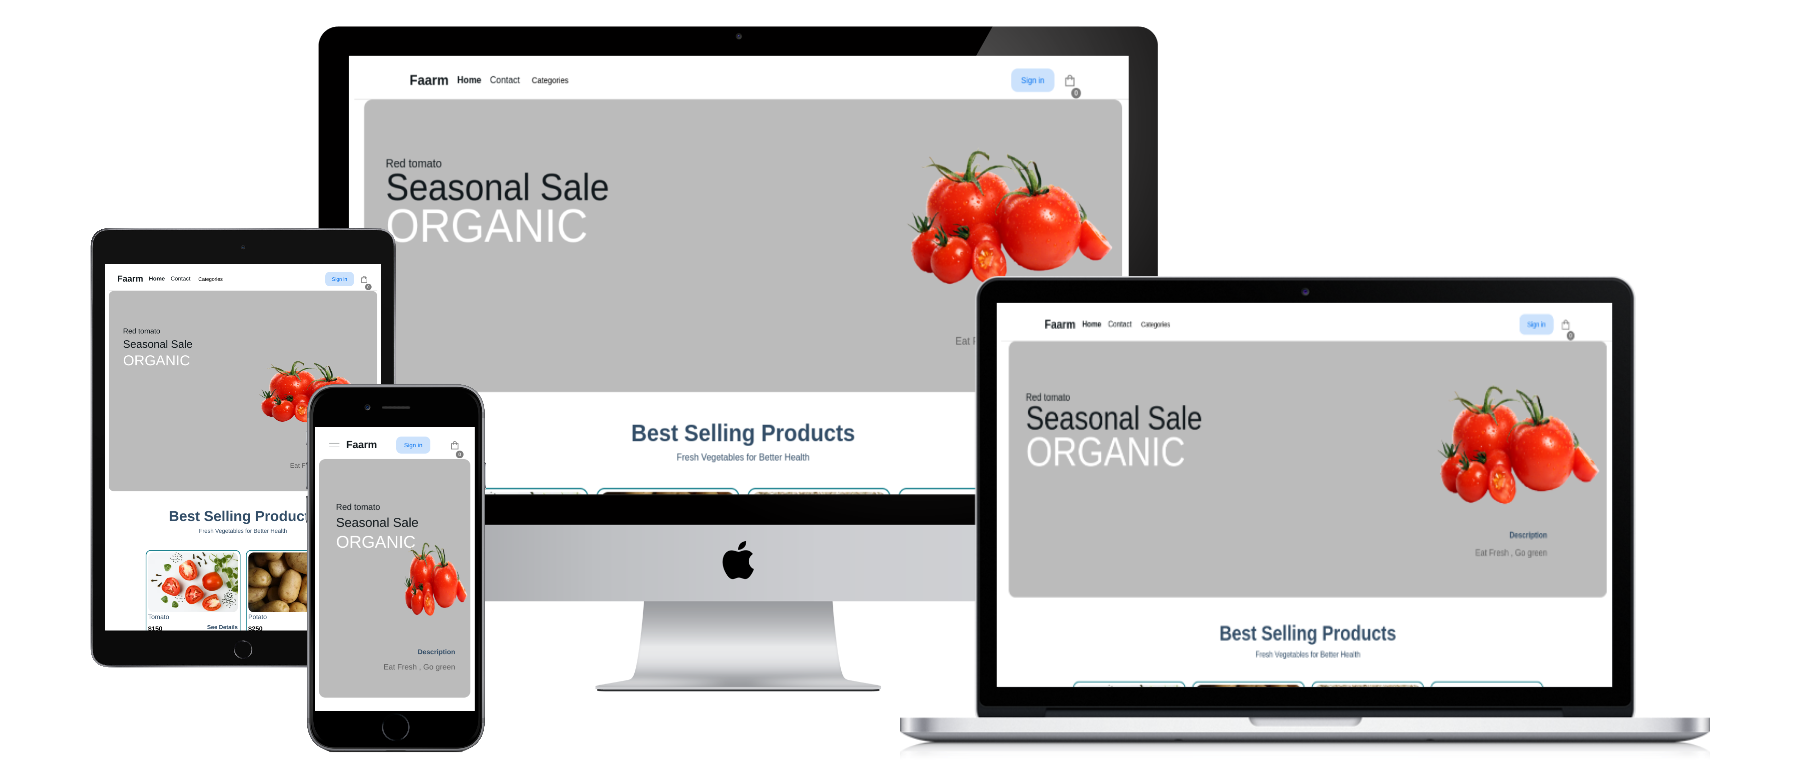 Faarm Home Contact Categories Sign in
0
Red tomato
Seasonal Sale
ORGANIC
Eat
Best Selling Products
Fresh Vegetables for Better Health
Faarm Home Contact Categories Sign in
Red tomato
Seasonal Sale
ORGANIC
Eat
Best Selling Produc
Fresh Vegetables for Better Health
Tomato
$150 See Details
Potato
$250
Faarm Sign in
0
Red tomato
Seasonal Sale
ORGANIC
Description
Eat Fresh , Go green
Faarm Home Contact Categories Sign in
0
Red tomato
Seasonal Sale
ORGANIC
Description
Eat Fresh , Go green
Best Selling Products
Fresh Vegetables for Better Health